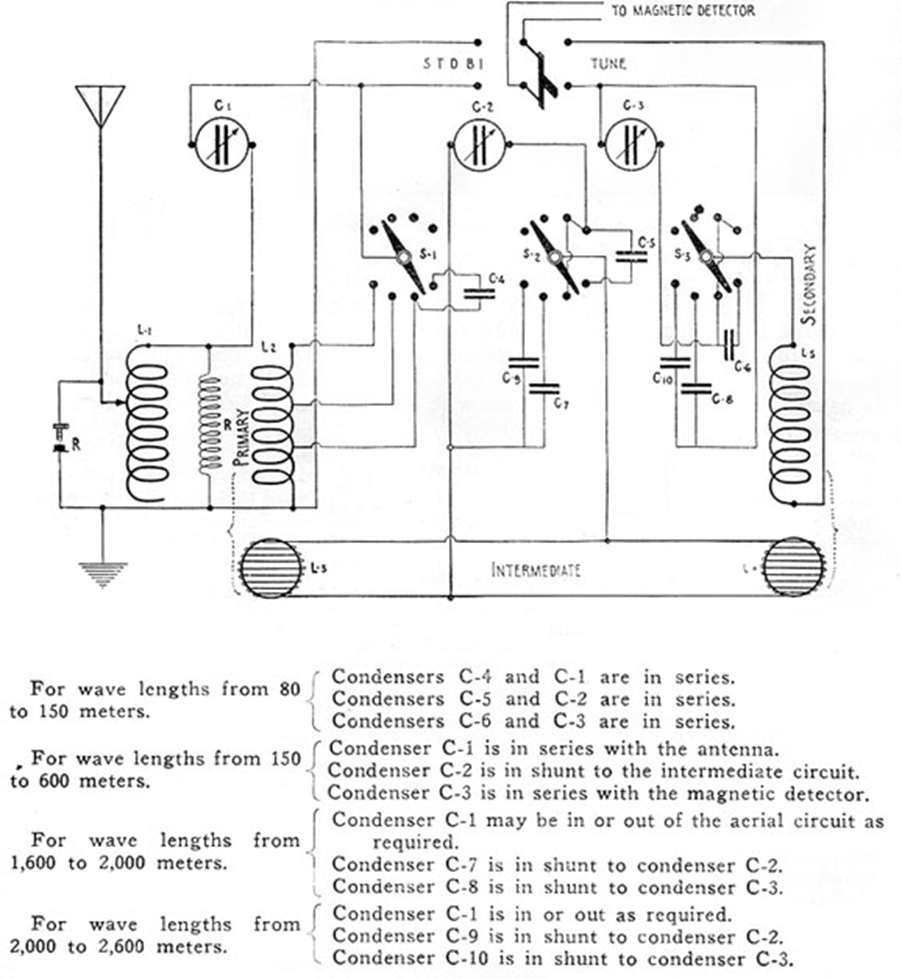 TO MAGNETIC DETECTOR
S T D B I
TUNE
C 1
C-2
C-3
S-1
S-2
S-3
C-4
C-5
SECONDARY
L-1
L 2
L 5
C-9
C7
C10
C-8
C6
R
R
PRIMARY
L-3
INTERMEDIATE
For wave lengths from 80
to 150 meters.
Condensers C-4 and C-1 are in series.
Condensers C-5 and C-2 are in series.
Condensers C-6 and C-3 are in series.
For wave lengths from 150
to 600 meters.
Condenser C-1 is in series with the antenna.
Condenser C-2 is in shunt to the intermediate circuit.
Condenser C-3 is in series with the magnetic detector.
For wave lengths from
1,600 to 2,000 meters.
Condenser C-1 may be in or out of the aerial circuit as
required.
Condenser C-7 is in shunt to condenser C-2.
Condenser C-8 is in shunt to condenser C-3.
For wave lengths from
2,000 to 2,600 meters.
Condenser C-1 is in or out as required.
Condenser C-9 is in shunt to condenser C-2.
Condenser C-10 is in shunt to condenser C-3.